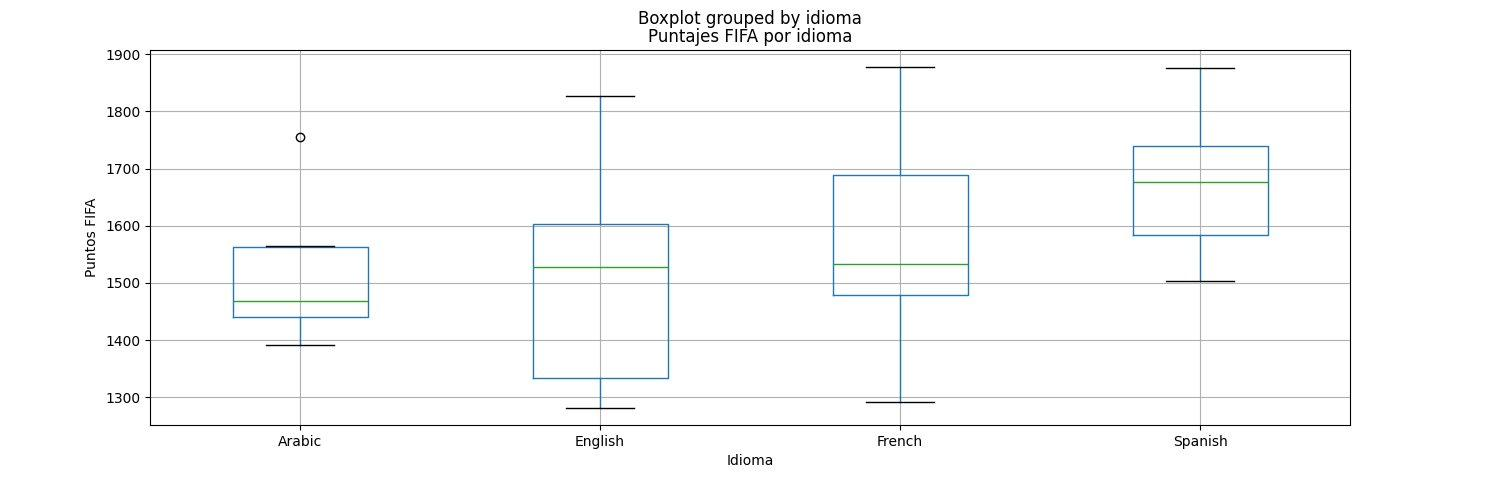 Boxplot grouped by idioma
Puntajes FIFA por idioma
1900
1800
1700
1600
1500
1400
1300
Puntos FIFA
Arabic English French Spanish
Idioma